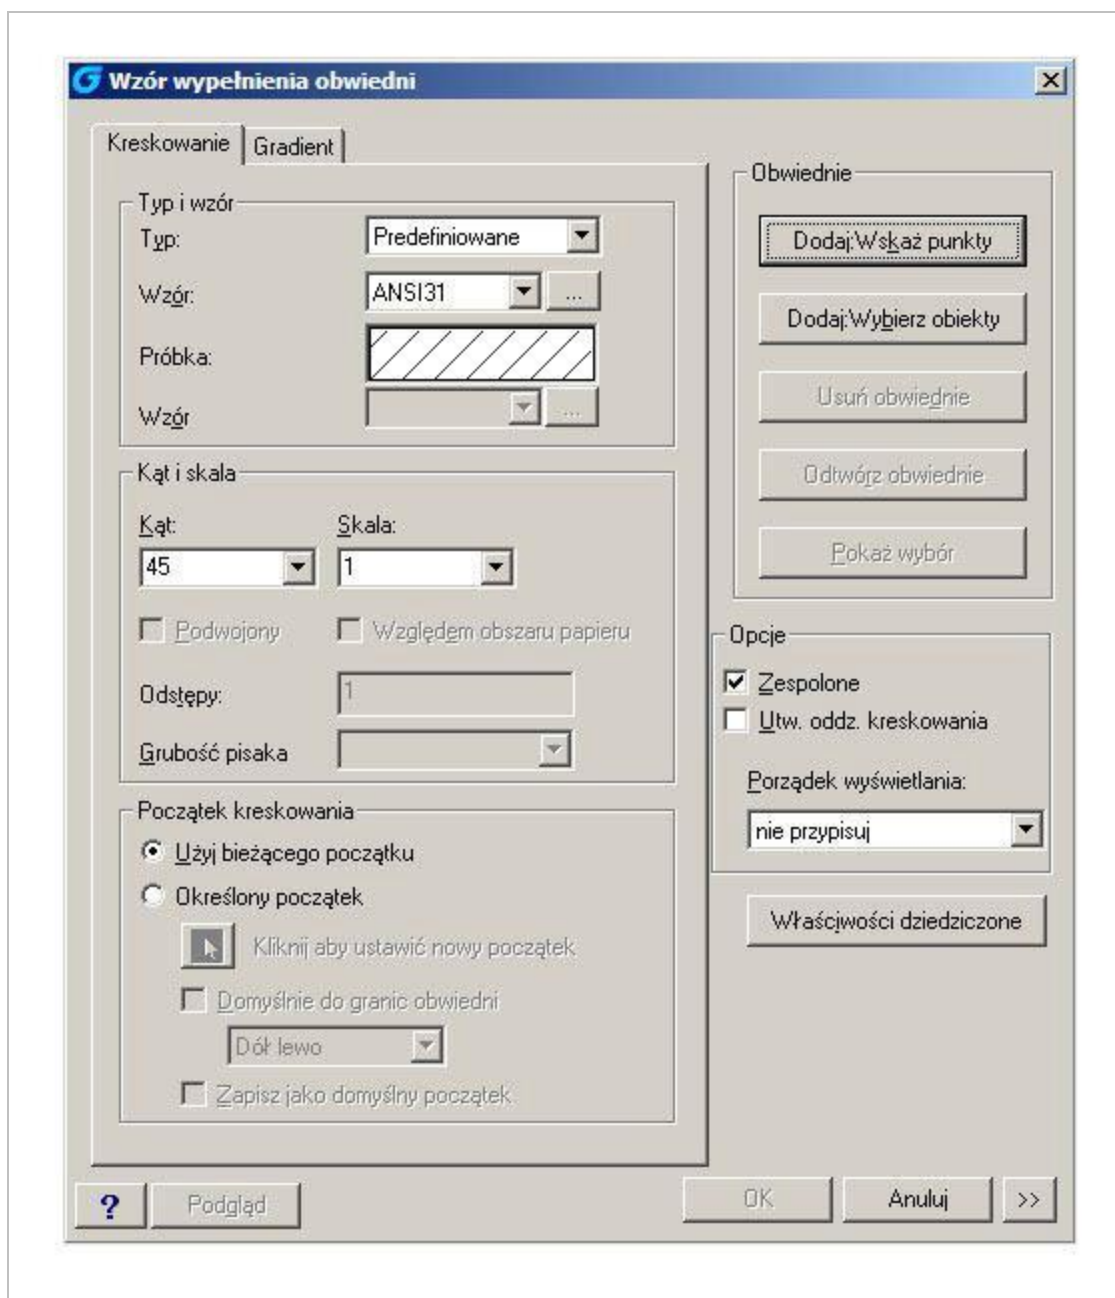 Wzór wypełnienia obwiedni
Kreskowanie
Gradient
Typ i wzór
Typ:
Predefiniowane
Wzór:
ANSI31
...
Próbka:
Wzór
...
Kąt i skala
Kąt:
Skala:
45
1
Podwojony
Względem obszaru papieru
Odstępy:
1
Grubość pisaka
Początek kreskowania
Użyj bieżącego początku
Określony początek
Kliknij aby ustawić nowy początek
Domyślnie do granic obwiedni
Dół lewo
Zapisz jako domyślny początek
Obwiednie
Dodaj:Wskaż punkty
Dodaj:Wybierz obiekty
Usuń obwiednie
Odtwórz obwiednie
Pokaż wybór
Opcje
Zespolone
Utw. oddz. kreskowania
Porządek wyświetlania:
nie przypisuj
Właścjwości dziedziczone
?
Podgląd
OK
Anuluj
>>